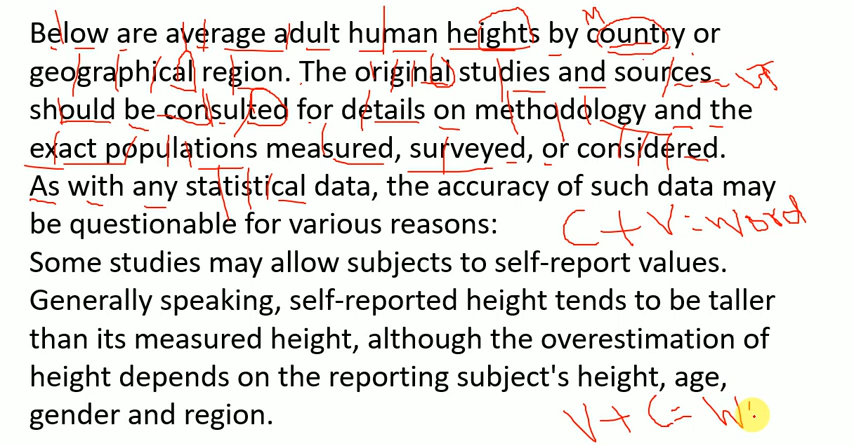 Below are average adult human heights by country or
geographical region. The original studies and sources
should be consulted for details on methodology and the
exact populations measured, surveyed, or considered.
As with any statistical data, the accuracy of such data may
be questionable for various reasons:
C + V = Word
Some studies may allow subjects to self-report values.
Generally speaking, self-reported height tends to be taller
than its measured height, although the overestimation of
height depends on the reporting subject's height, age,
gender and region.
V + C = W